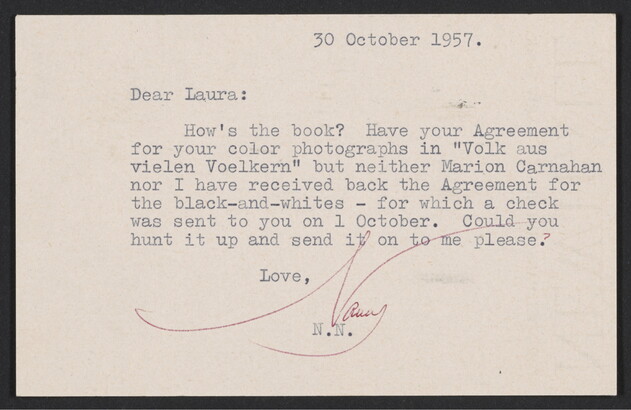 30 October 1957.
Dear Laura:
How's the book? Have your Agreement
for your color photographs in "Volk aus
vielen Voelkern" but neither Marion Carnahan
nor I have received back the Agreement for
the black-and-whites - for which a check
was sent to you on 1 October. Could you
hunt it up and send it on to me please?
Love,
Nancy
N.N.